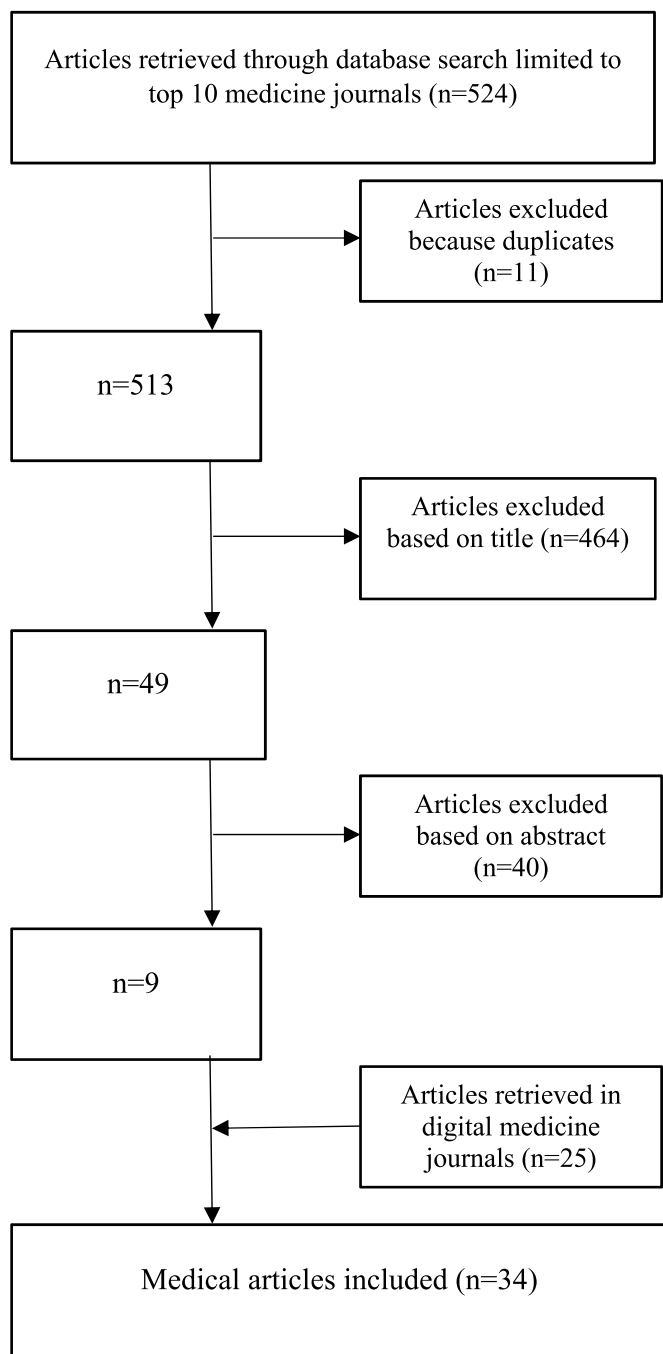 Articles retrieved through database search limited to
top 10 medicine journals (n=524)
Articles excluded
because duplicates
(n=11)
n=513
Articles excluded
based on title (n=464)
n=49
Articles excluded
based on abstract
(n=40)
n=9
Articles retrieved in
digital medicine
journals (n=25)
Medical articles included (n=34)